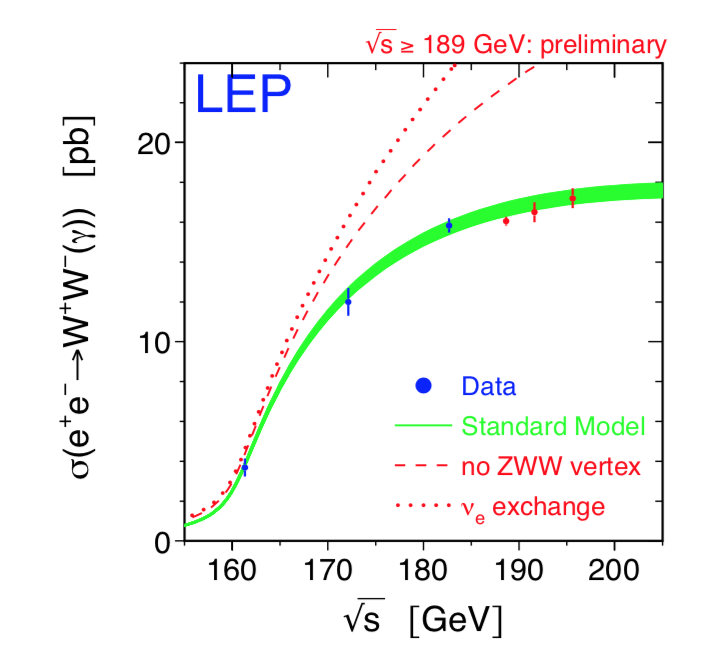 √s ≥ 189 GeV: preliminary
LEP
σ(e⁺e⁻→W⁺W⁻(γ)) [pb]
20
10
0
Data
Standard Model
no ZWW vertex
νₑ exchange
160 170 180 190 200
√s [GeV]